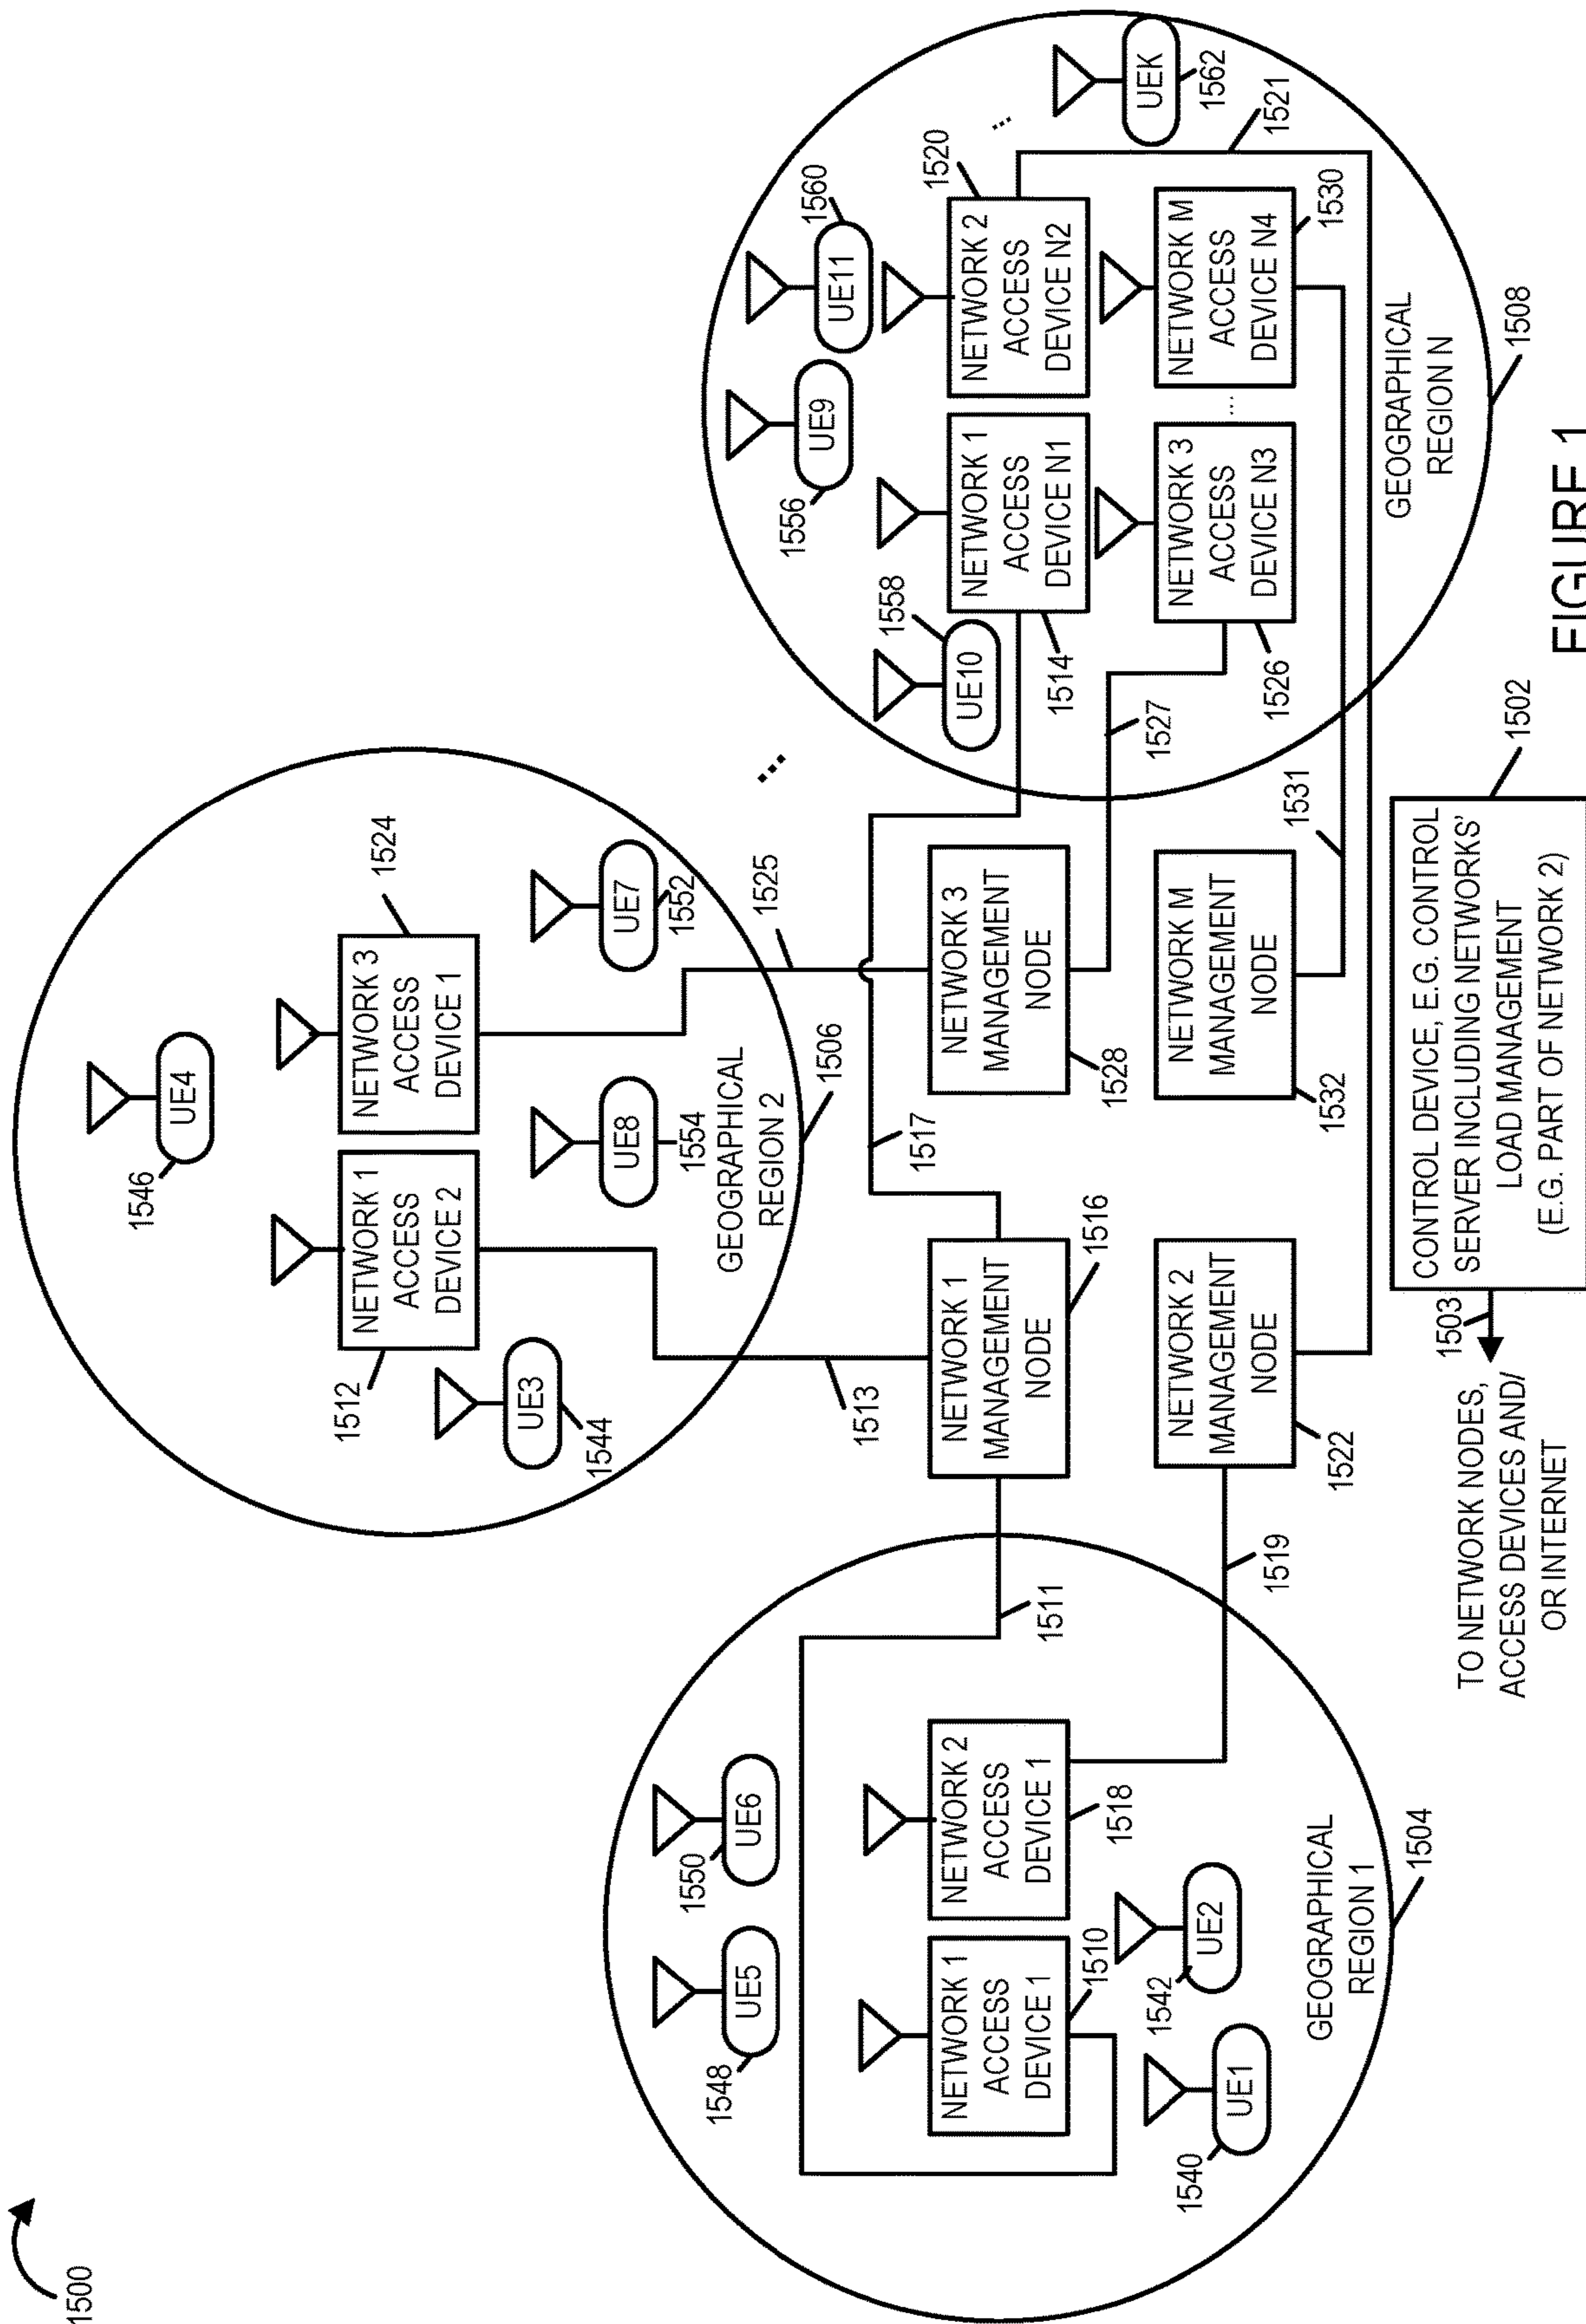 1500
UE4
1546
NETWORK 1
ACCESS
DEVICE 2
1512
NETWORK 3
ACCESS
DEVICE 1
1524
UE3
1544
UE8
1554
UE7
1552
GEOGRAPHICAL
REGION 2
1506
1513
1525
UE5
1548
UE6
1550
NETWORK 1
ACCESS
DEVICE 1
1510
NETWORK 2
ACCESS
DEVICE 1
1518
UE1
1540
UE2
1542
GEOGRAPHICAL
REGION 1
1504
1511
1519
NETWORK 1
MANAGEMENT
NODE
1516
1517
NETWORK 3
MANAGEMENT
NODE
1528
1527
NETWORK 2
MANAGEMENT
NODE
1522
NETWORK M
MANAGEMENT
NODE
1532
1531
...
UE9
1556
UE11
1560
UE10
1558
...
UEK
1562
NETWORK 1
ACCESS
DEVICE N1
1514
NETWORK 2
ACCESS
DEVICE N2
1520
1521
NETWORK 3
ACCESS
DEVICE N3
1526
...
NETWORK M
ACCESS
DEVICE N4
1530
GEOGRAPHICAL
REGION N
1508
CONTROL DEVICE, E.G. CONTROL
SERVER INCLUDING NETWORKS'
LOAD MANAGEMENT
(E.G. PART OF NETWORK 2)
1502
1503
TO NETWORK NODES,
ACCESS DEVICES AND/
OR INTERNET
FIGURE 1